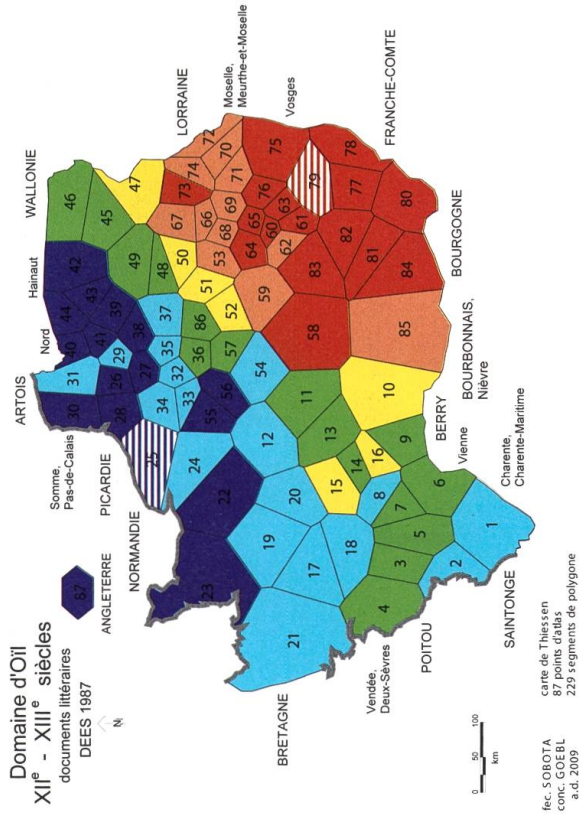 Domaine d'Oïl
XIIᵉ - XIIIᵉ siècles
documents littéraires
DEES 1987
N
87
ANGLETERRE
NORMANDIE
PICARDIE
Somme,
Pas-de-Calais
ARTOIS
Nord
Hainaut
WALLONIE
LORRAINE
Moselle,
Meurthe-et-Moselle
Vosges
FRANCHE-COMTE
BOURGOGNE
BOURBONNAIS,
Nièvre
BERRY
Vienne
Charente,
Charente-Maritime
SAINTONGE
POITOU
Vendée,
Deux-Sèvres
BRETAGNE
1
2
3
4
5
6
7
8
9
10
11
12
13
14
15
16
17
18
19
20
21
22
23
24
25
26
27
28
29
30
31
32
33
34
35
36
37
38
39
40
41
42
43
44
45
46
47
48
49
50
51
52
53
54
55
56
57
58
59
60
61
62
63
64
65
66
67
68
69
70
71
72
73
74
75
76
77
78
79
80
81
82
83
84
85
86
0 50 100
km
fec. SOBOTA
conc. GOEBL
a.d. 2009
carte de Thiessen
87 points d'atlas
229 segments de polygone